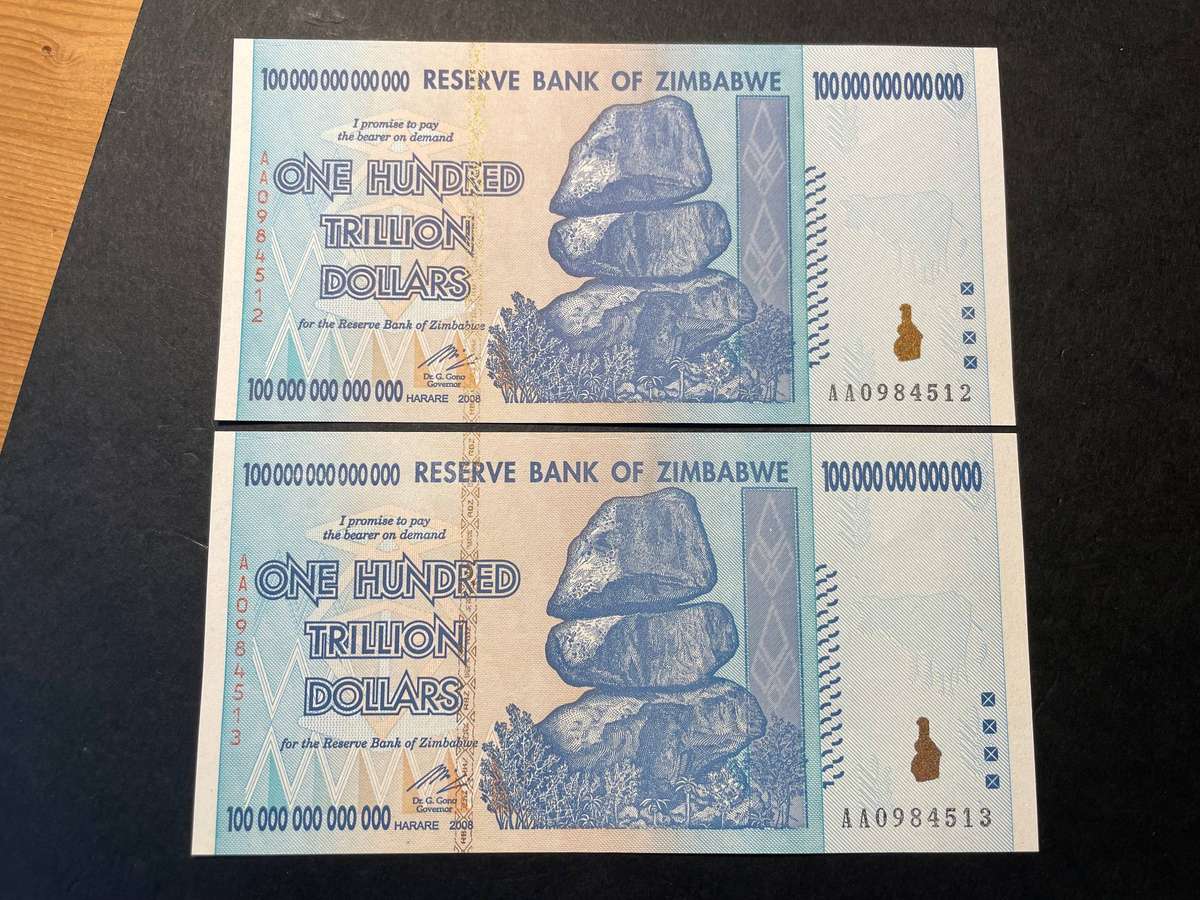 100 000 000 000 000 RESERVE BANK OF ZIMBABWE 100 000 000 000 000
I promise to pay
the bearer on demand
ONE HUNDRED
TRILLION
DOLLARS
AA0984512
for the Reserve Bank of Zimbabwe
Dr. G. Gono
Governor
100 000 000 000 000 HARARE 2008
AA0984512
100 000 000 000 000 RESERVE BANK OF ZIMBABWE 100 000 000 000 000
I promise to pay
the bearer on demand
ONE HUNDRED
TRILLION
DOLLARS
AA0984513
for the Reserve Bank of Zimbabwe
Dr. G. Gono
Governor
100 000 000 000 000 HARARE 2008
AA0984513